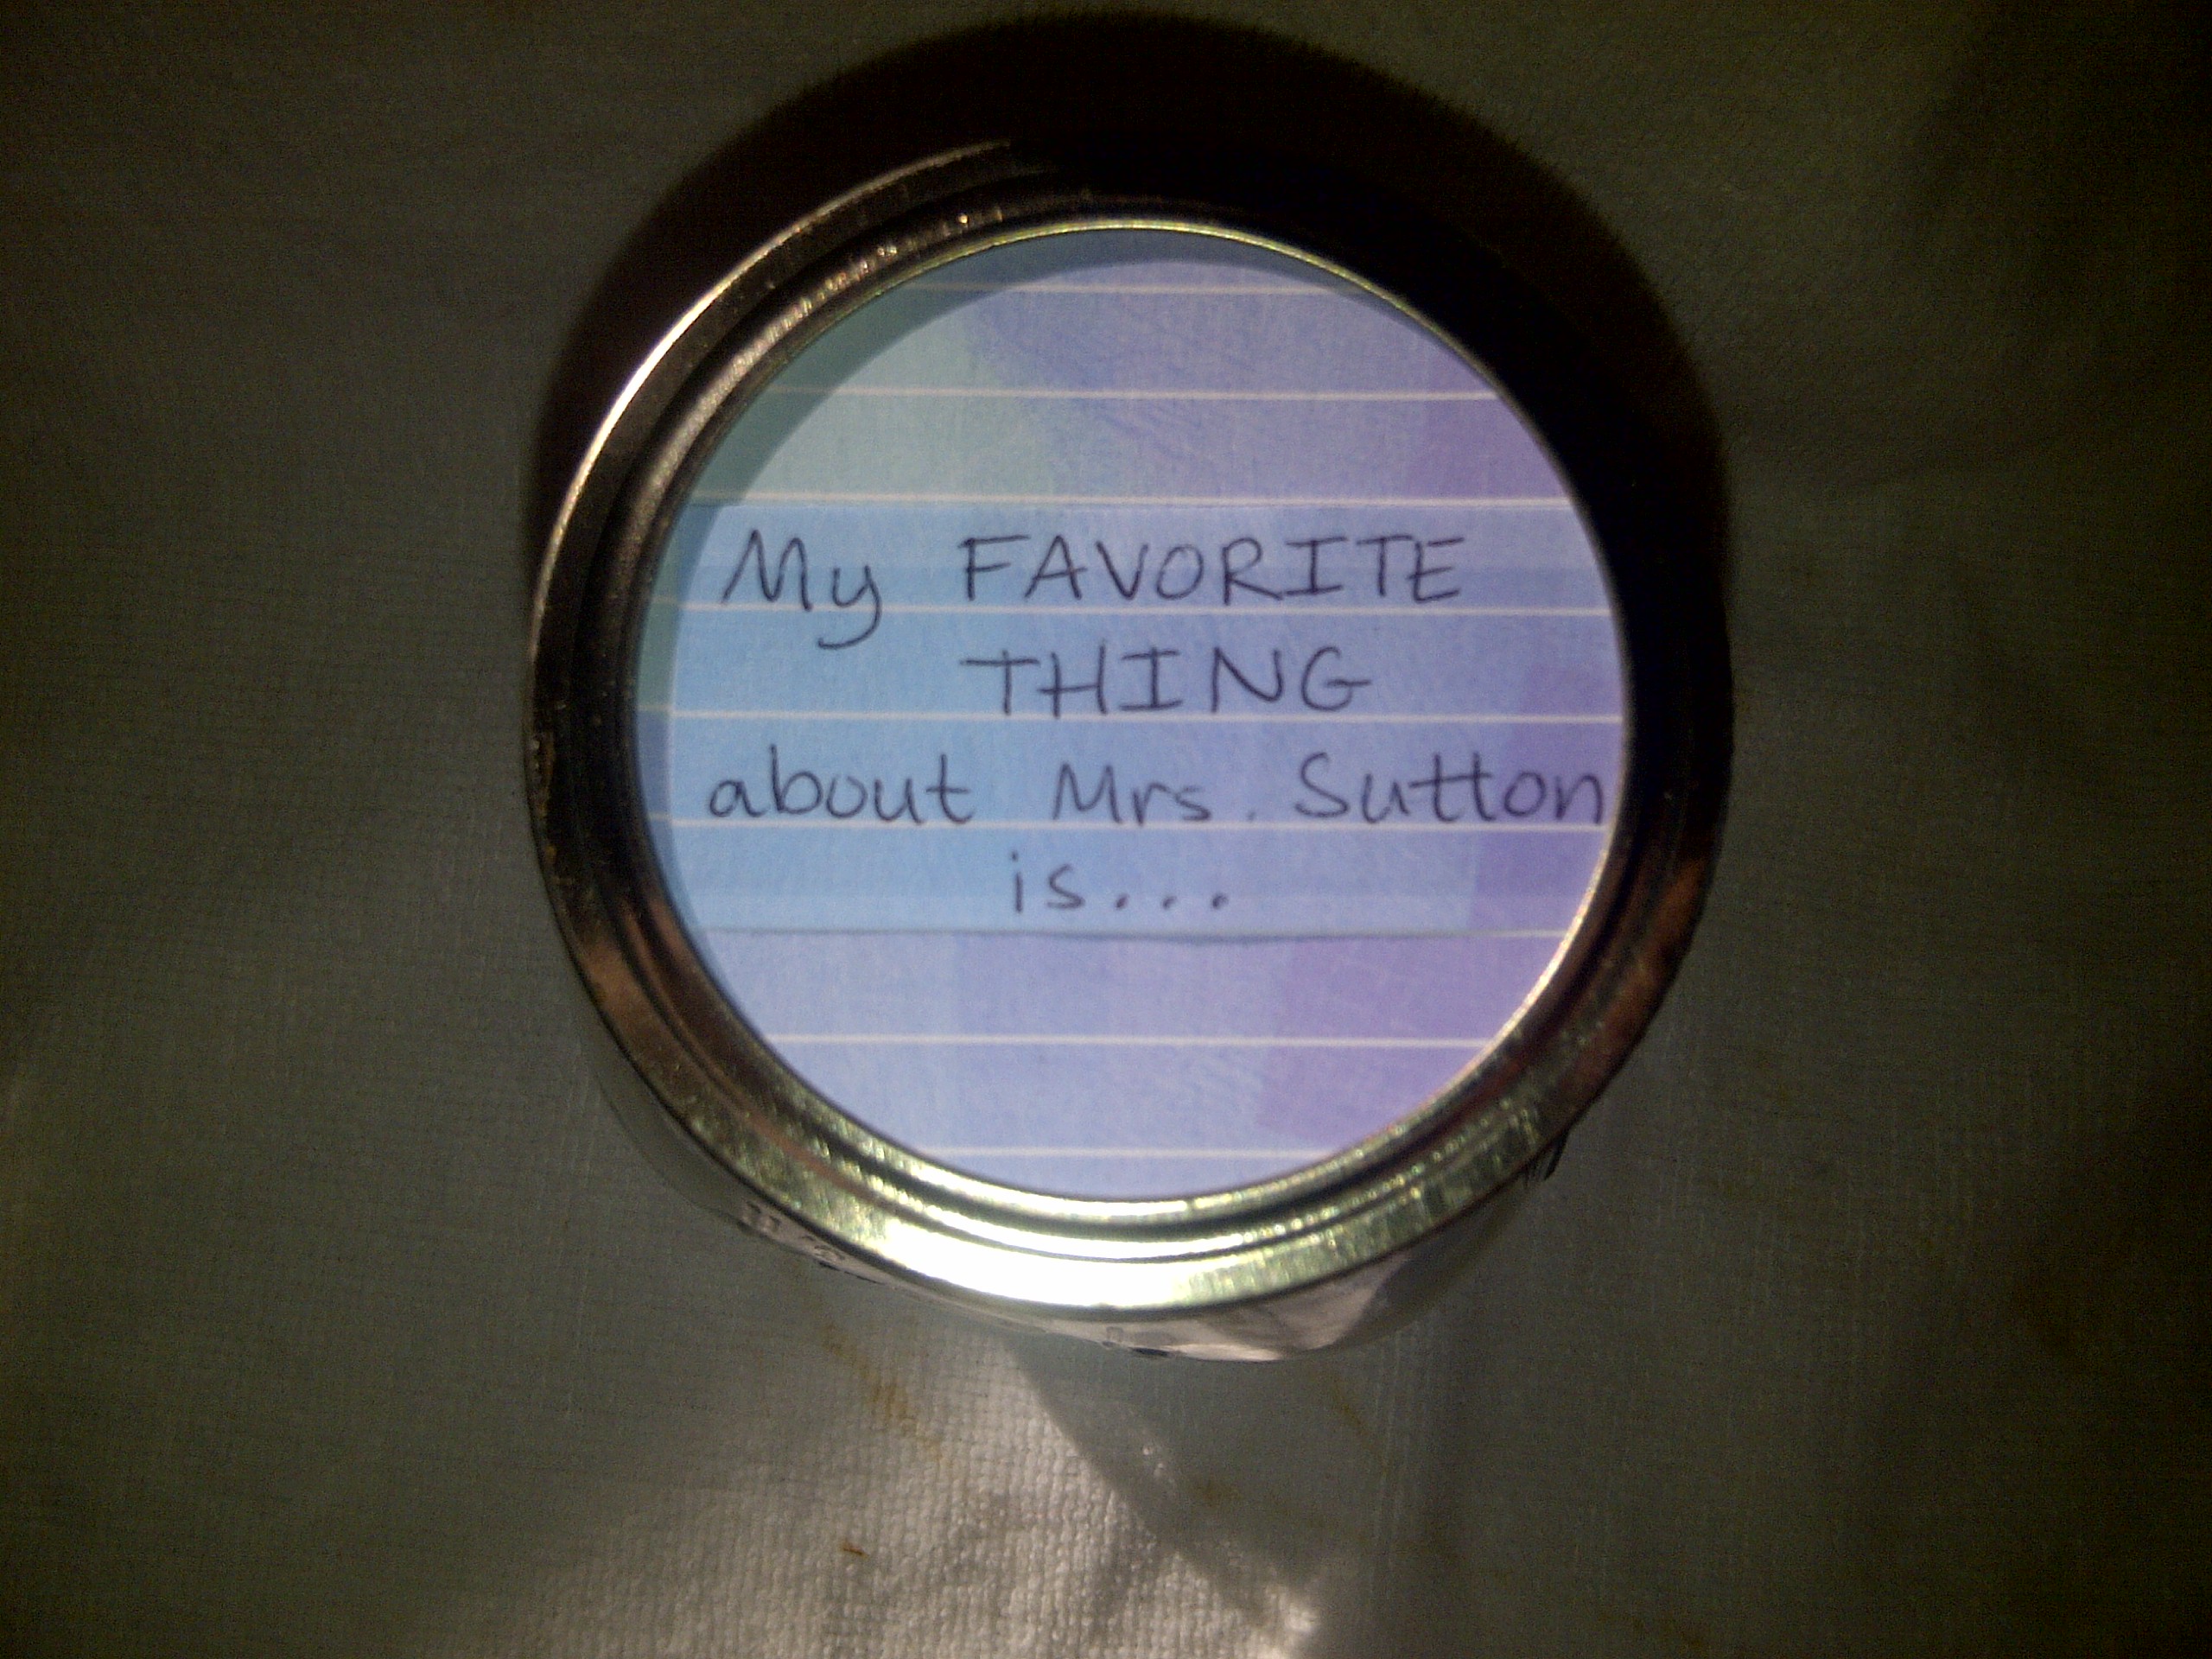 My FAVORITE
THING
about Mrs. Sutton
is...